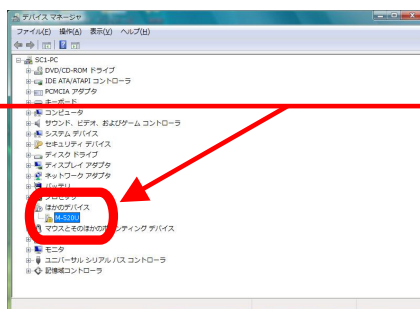 デバイス マネージャ
ファイル(F) 操作(A) 表示(V) ヘルプ(H)
SC1-PC
DVD/CD-ROM ドライブ
IDE ATA/ATAPI コントローラ
PCMCIA アダプタ
キーボード
コンピュータ
サウンド、ビデオ、およびゲーム コントローラ
システム デバイス
セキュリティ デバイス
ディスク ドライブ
ディスプレイ アダプタ
ネットワーク アダプタ
バッテリ
プロセッサ
ほかのデバイス
M-520U
マウスとそのほかのポインティング デバイス
モニタ
ユニバーサル シリアル バス コントローラ
記憶域コントローラ